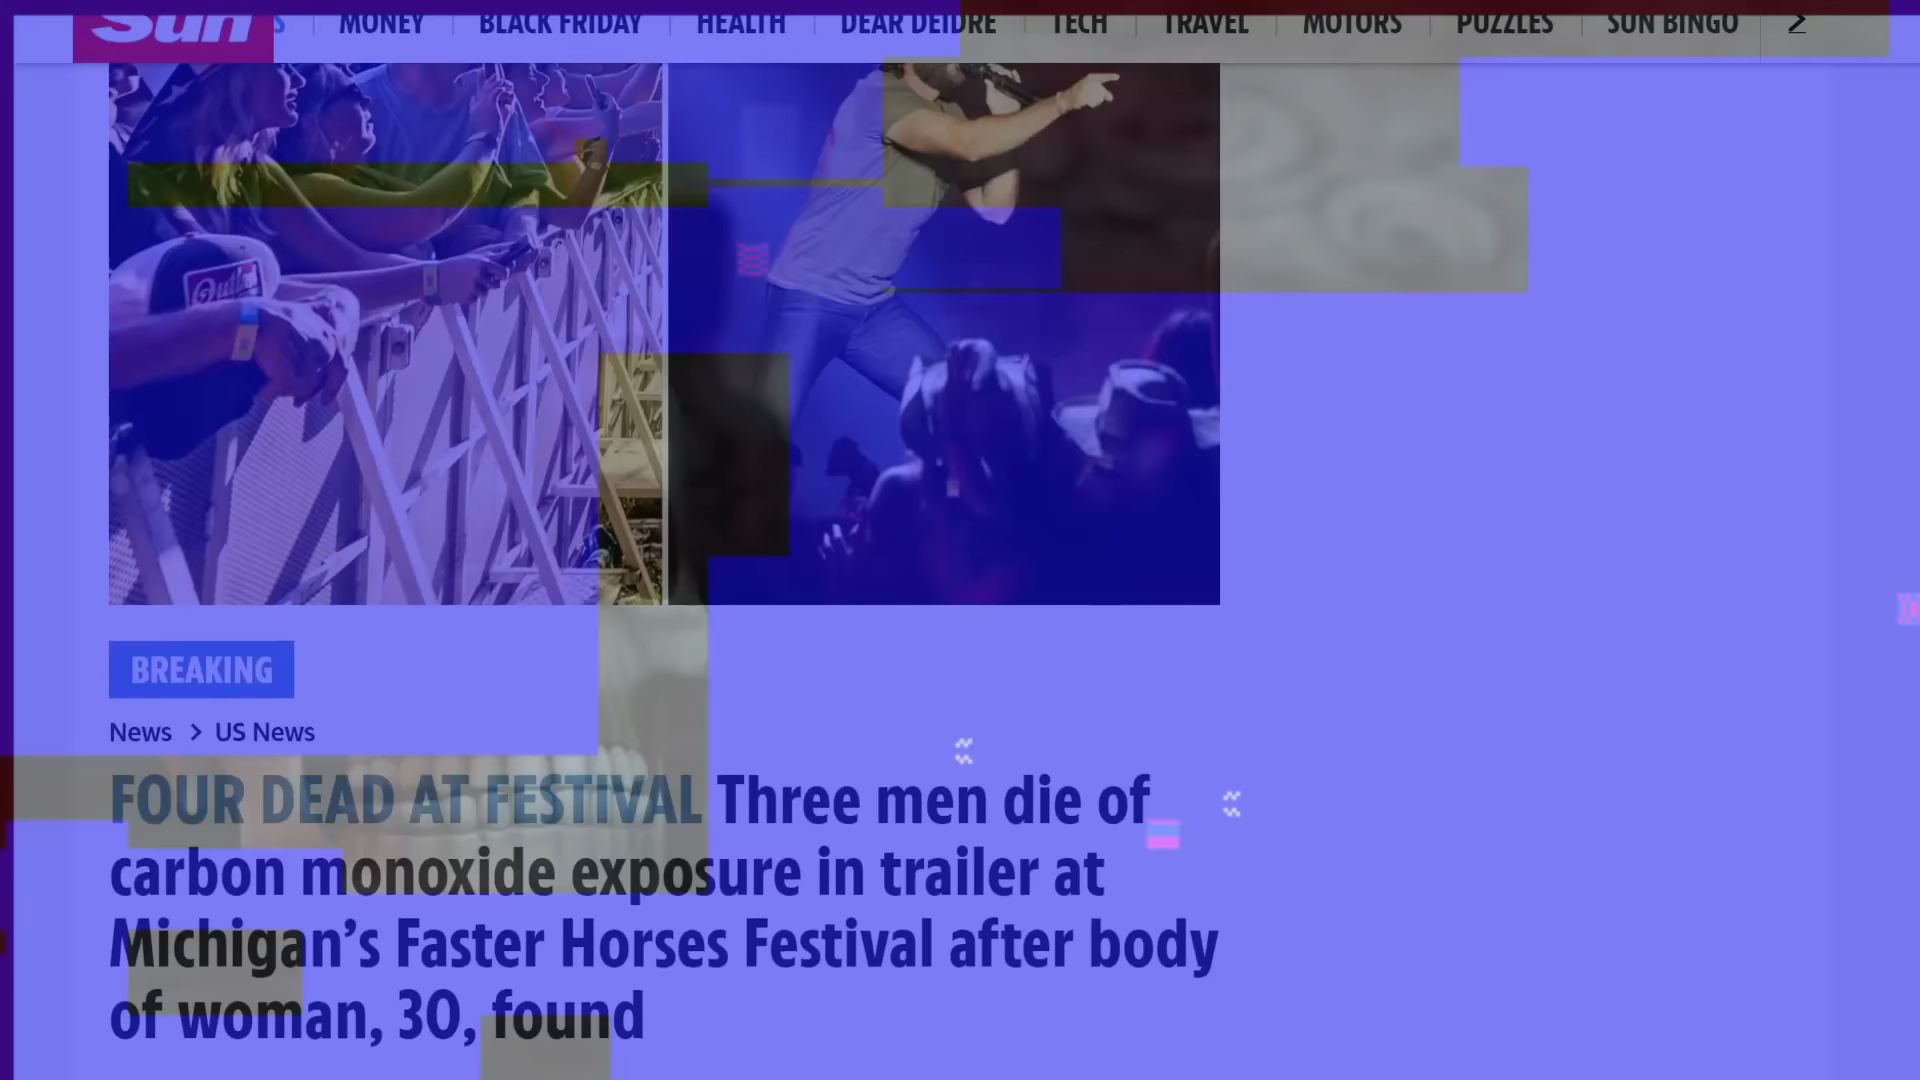 Sun
S MONEY BLACK FRIDAY HEALTH DEAR DEIDRE TECH TRAVEL MOTORS PUZZLES SUN BINGO
BREAKING
News > US News
FOUR DEAD AT FESTIVAL Three men die of
carbon monoxide exposure in trailer at
Michigan’s Faster Horses Festival after body
of woman, 30, found